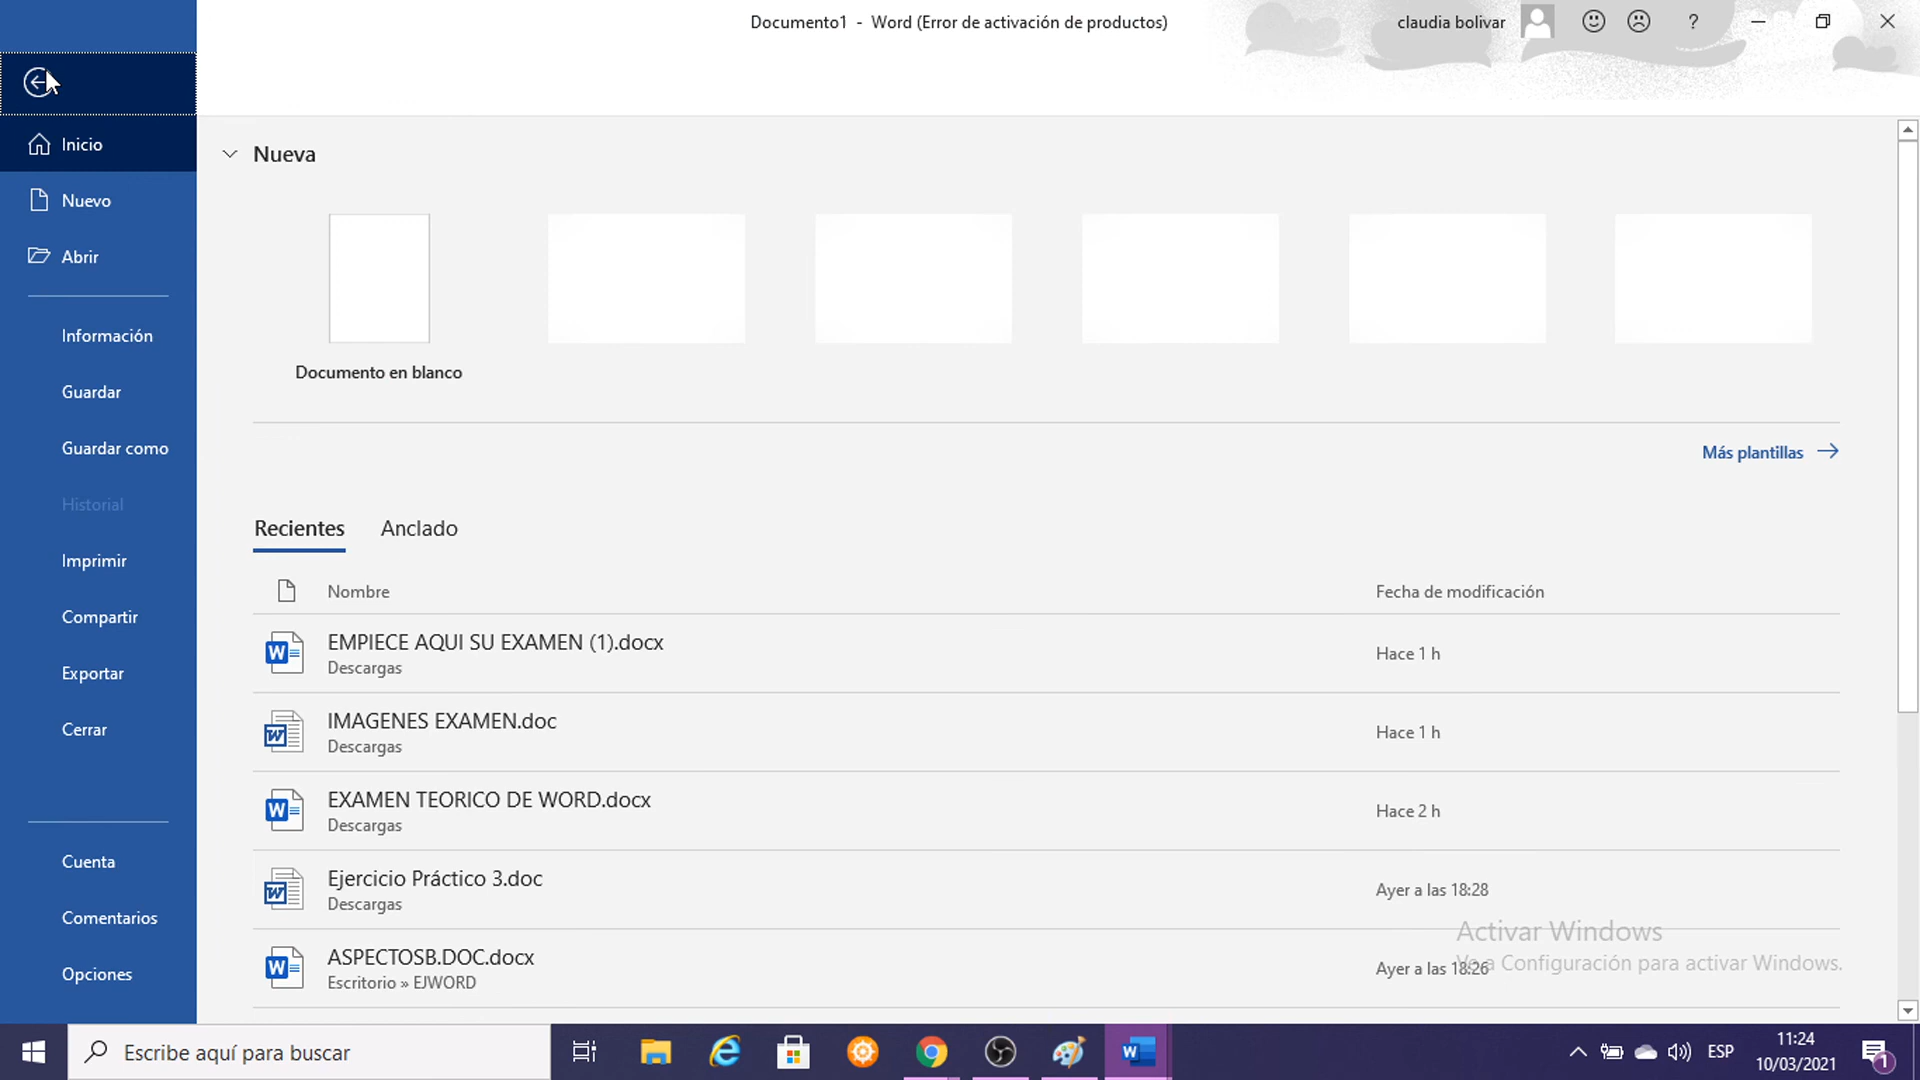 Documento1 - Word (Error de activación de productos)
claudia bolivar
?
Inicio
Nuevo
Abrir
Información
Guardar
Guardar como
Historial
Imprimir
Compartir
Exportar
Cerrar
Cuenta
Comentarios
Opciones
Nueva
Documento en blanco
Más plantillas
Recientes Anclado
Nombre Fecha de modificación
EMPIECE AQUI SU EXAMEN (1).docx
Descargas
Hace 1 h
IMAGENES EXAMEN.doc
Descargas
Hace 1 h
EXAMEN TEORICO DE WORD.docx
Descargas
Hace 2 h
Ejercicio Práctico 3.doc
Descargas
Ayer a las 18:28
ASPECTOSB.DOC.docx
Escritorio » EJWORD
Ayer a las 18:26
Activar Windows
Ve a Configuración para activar Windows.
Escribe aquí para buscar
ESP
11:24
10/03/2021
1